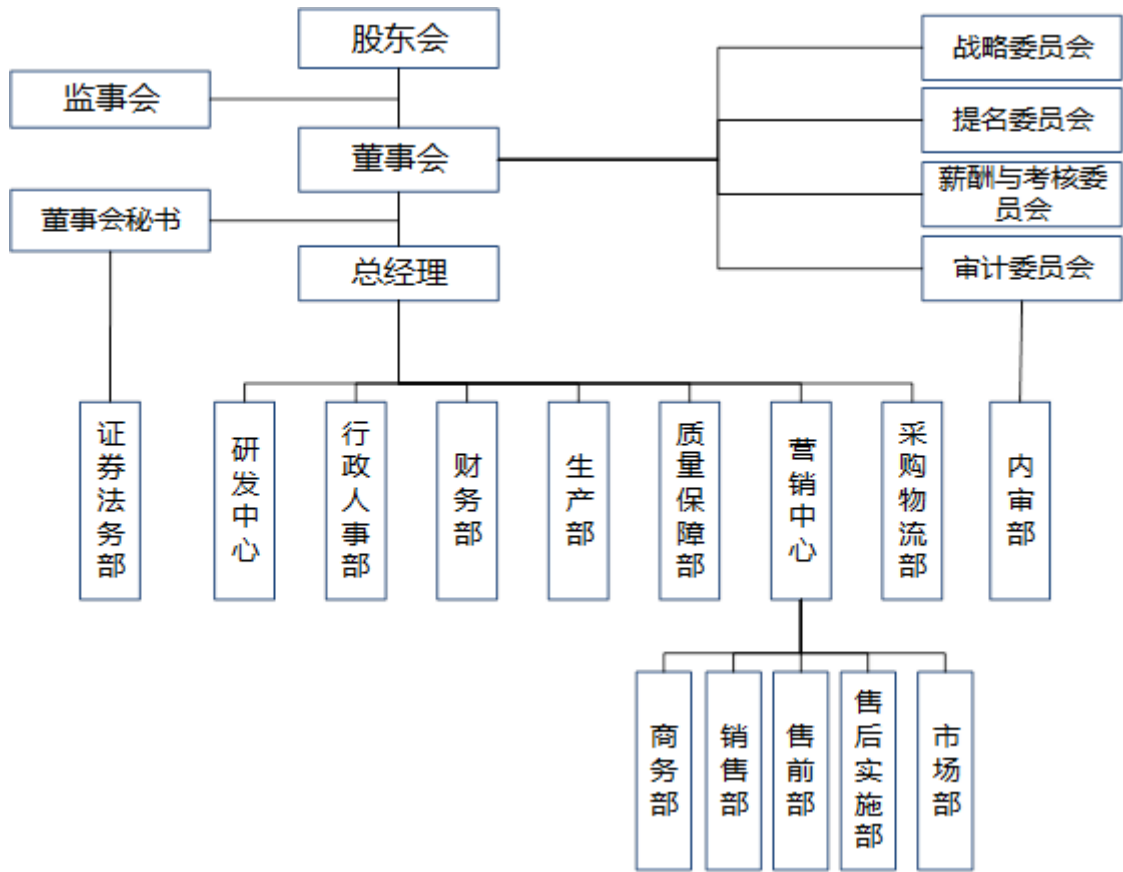 股东会
战略委员会
监事会
提名委员会
董事会
薪酬与考核委
员会
董事会秘书
总经理
审计委员会
证券法务部
研发中心
行政人事部
财务部
生产部
质量保障部
营销中心
采购物流部
内审部
商务部
销售部
售前部
售后实施部
市场部